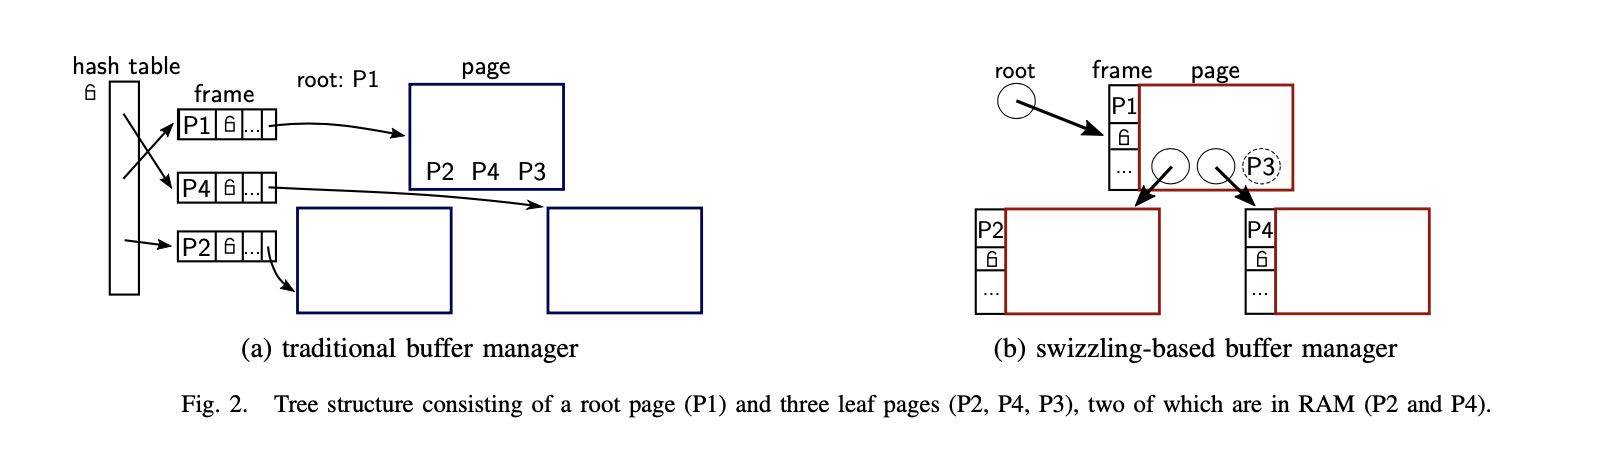 hash table
frame
root: P1
page
P1 ...
P4 ...
P2 ...
P2 P4 P3
(a) traditional buffer manager
root
frame
page
P1
...
P3
P2
...
P4
...
(b) swizzling-based buffer manager
Fig. 2. Tree structure consisting of a root page (P1) and three leaf pages (P2, P4, P3), two of which are in RAM (P2 and P4).